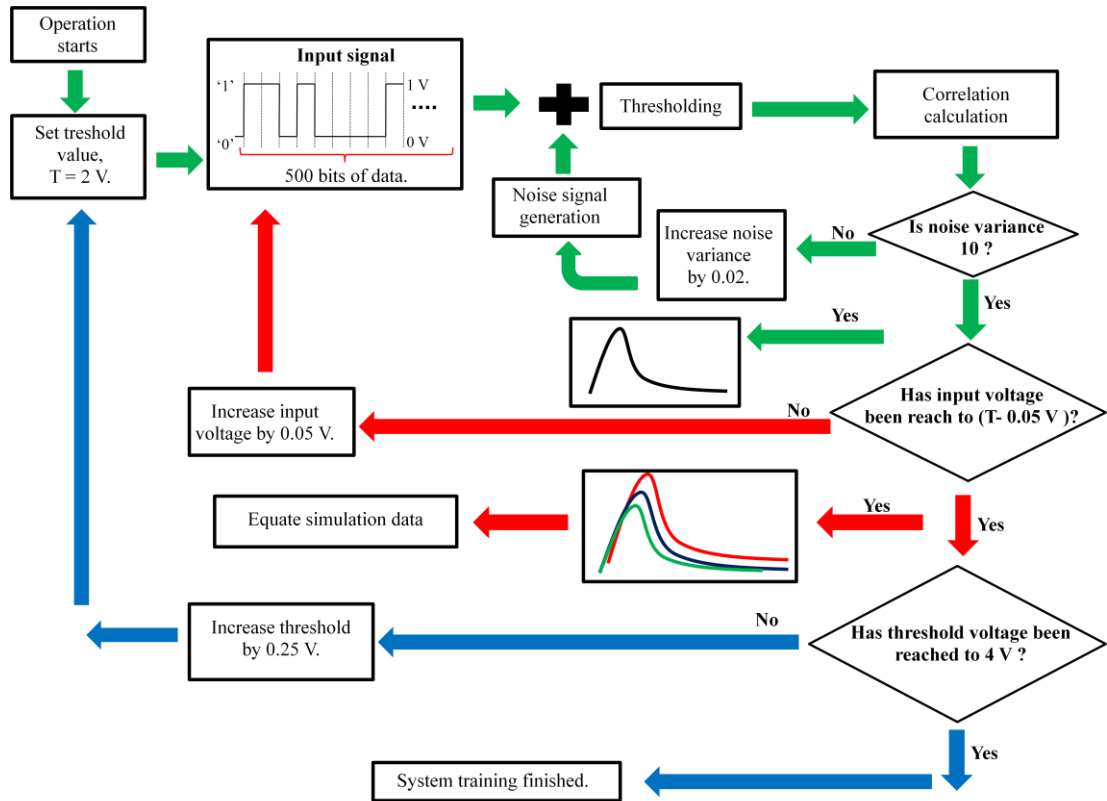 Operation
starts
Set treshold
value,
T = 2 V.
Input signal
‘1’
1 V
....
‘0’
0 V
500 bits of data.
Thresholding
Correlation
calculation
Noise signal
generation
Increase noise
variance
by 0.02.
No
Is noise variance
10 ?
Yes
Yes
Has input voltage
been reach to (T- 0.05 V )?
No
Increase input
voltage by 0.05 V.
Equate simulation data
Yes
Yes
Increase threshold
by 0.25 V.
No
Has threshold voltage been
reached to 4 V ?
Yes
System training finished.